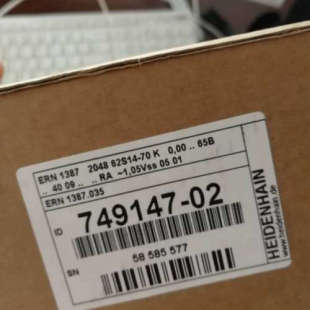 ERN 1387 2048 62S14-70 K 0,00 .. 65B
.. 40 09 .. .. RA ~1,05Vss 05 01
ERN 1387.035
ID 749147-02
SN 58 585 577
HEIDENHAIN
www.heidenhain.de